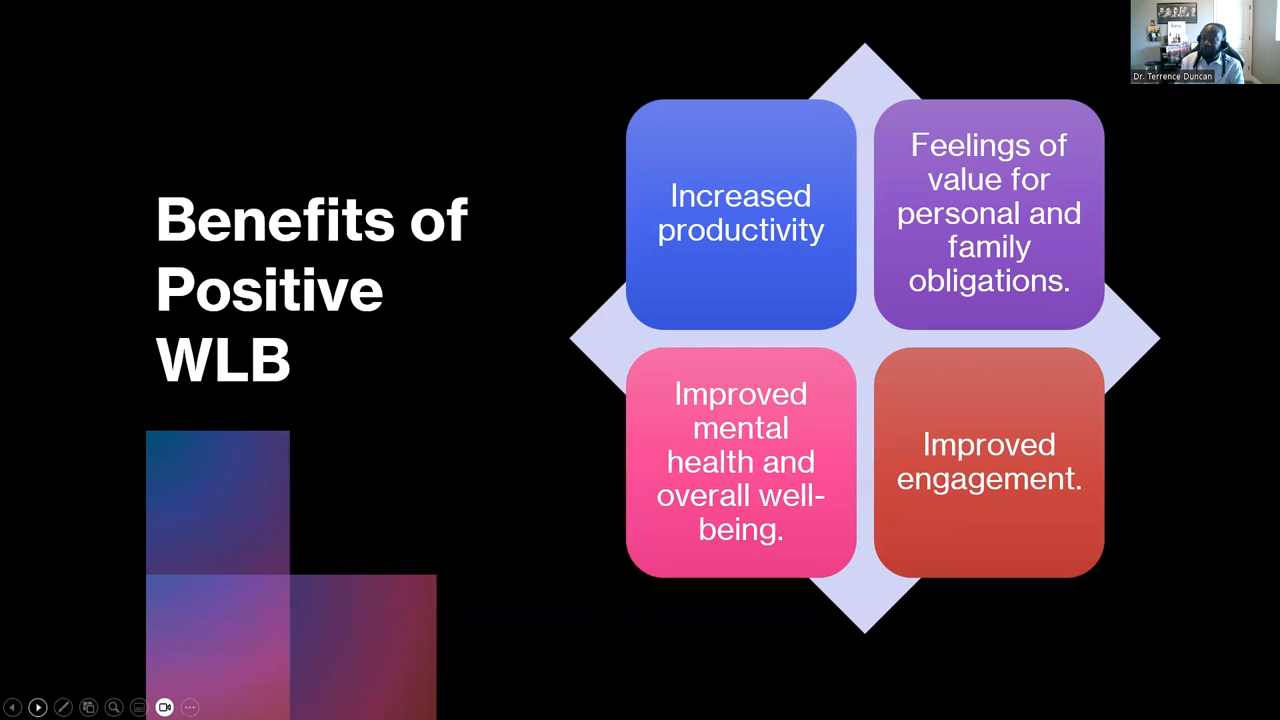 Benefits of
Positive
WLB
Increased
productivity
Feelings of
value for
personal and
family
obligations.
Improved
mental
health and
overall well-
being.
Improved
engagement.
Dr. Terrence Duncan